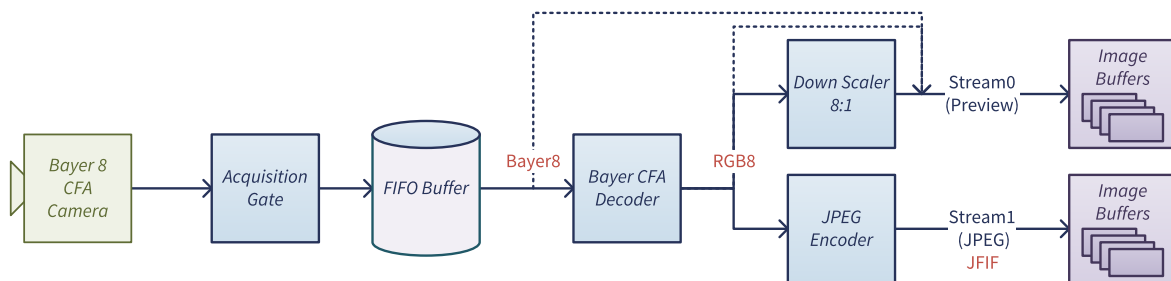 Bayer 8
CFA
Camera
Acquisition
Gate
FIFO Buffer
Bayer8
Bayer CFA
Decoder
RGB8
Down Scaler
8:1
Stream0
(Preview)
Image
Buffers
JPEG
Encoder
Stream1
(JPEG)
JFIF
Image
Buffers